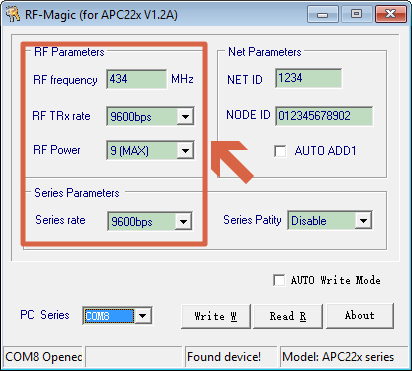 RF-Magic (for APC22x V1.2A)
RF Parameters
RF frequency 434 MHz
RF TRx rate 9600bps
RF Power 9 (MAX)
Net Parameters
NET ID 1234
NODE ID 012345678902
AUTO ADD1
Series Parameters
Series rate 9600bps
Series Patity Disable
AUTO Write Mode
PC Series COM8
Write W Read R About
COM8 Openec Found device! Model: APC22x series